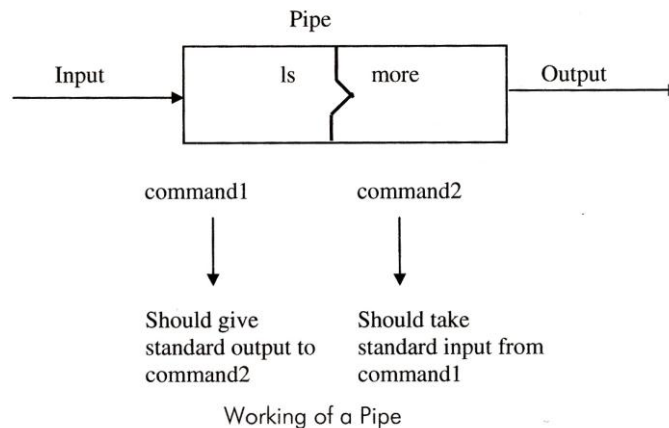 Pipe
Input ls more Output
command1 command2
Should give Should take
standard output to standard input from
command2 command1
Working of a Pipe